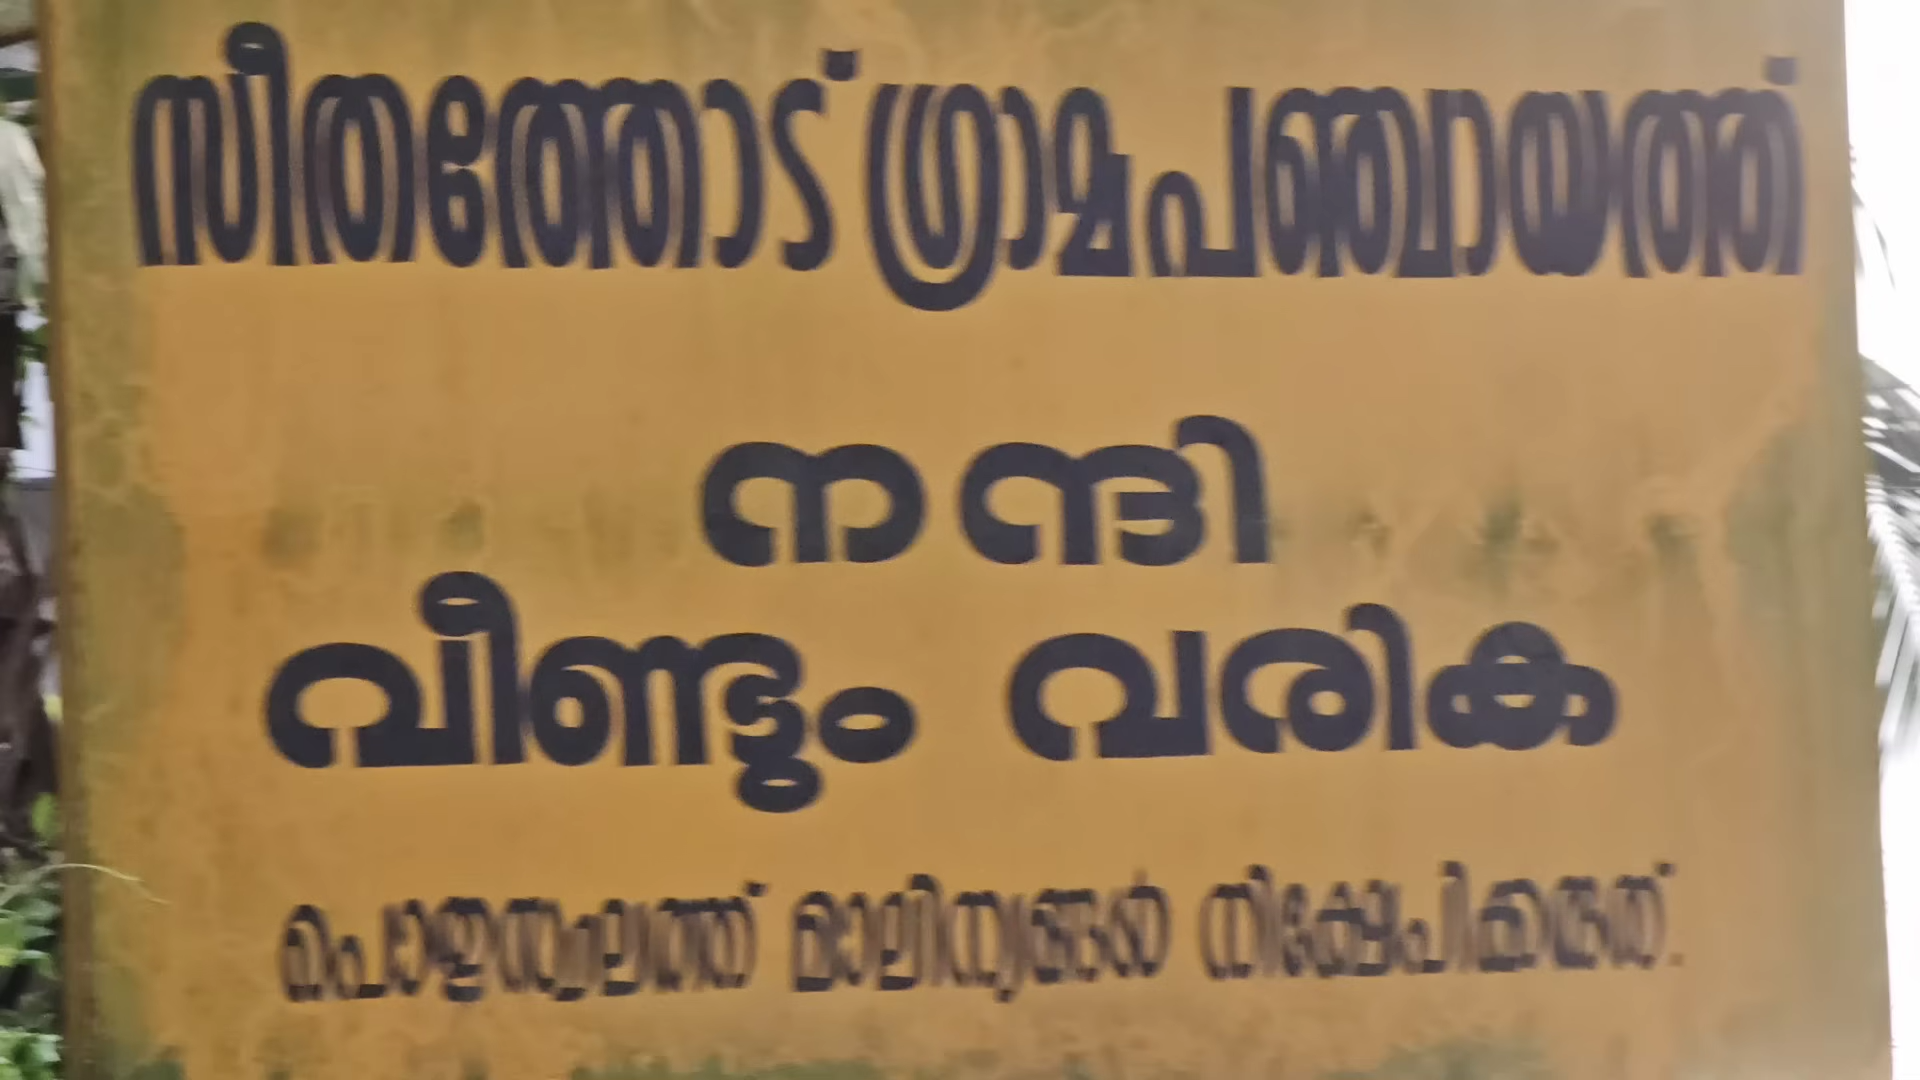 സീതത്തോട് ഗ്രാമപഞ്ചായത്ത്
നന്ദി
വീണ്ടും വരിക
പൊതുസ്ഥലത്ത് മാലിന്യങ്ങൾ നിക്ഷേപിക്കരുത്.